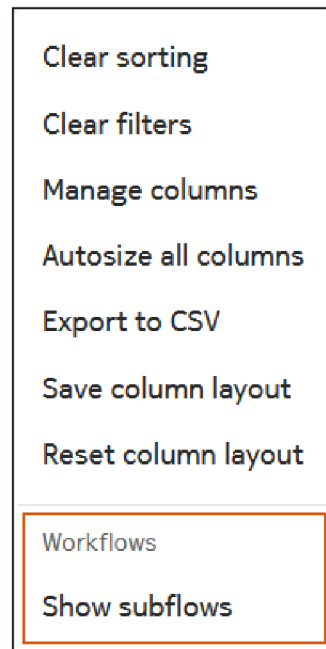 Clear sorting
Clear filters
Manage columns
Autosize all columns
Export to CSV
Save column layout
Reset column layout
Workflows
Show subflows